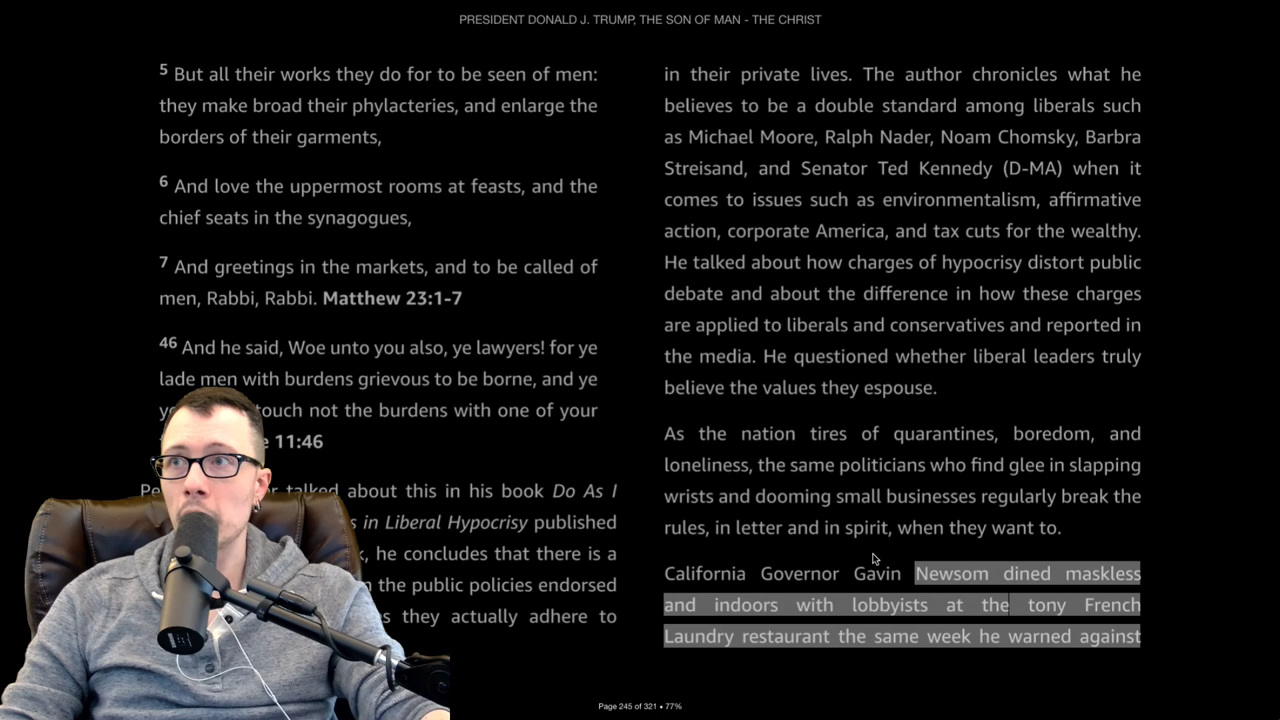 PRESIDENT DONALD J. TRUMP, THE SON OF MAN - THE CHRIST
5 But all their works they do for to be seen of men:
they make broad their phylacteries, and enlarge the
borders of their garments,
6 And love the uppermost rooms at feasts, and the
chief seats in the synagogues,
7 And greetings in the markets, and to be called of
men, Rabbi, Rabbi. Matthew 23:1-7
46 And he said, Woe unto you also, ye lawyers! for ye
lade men with burdens grievous to be borne, and ye
touch not the burdens with one of your
11:46
talked about this in his book Do As I
in Liberal Hypocrisy published
he concludes that there is a
the public policies endorsed
they actually adhere to
in their private lives. The author chronicles what he
believes to be a double standard among liberals such
as Michael Moore, Ralph Nader, Noam Chomsky, Barbra
Streisand, and Senator Ted Kennedy (D-MA) when it
comes to issues such as environmentalism, affirmative
action, corporate America, and tax cuts for the wealthy.
He talked about how charges of hypocrisy distort public
debate and about the difference in how these charges
are applied to liberals and conservatives and reported in
the media. He questioned whether liberal leaders truly
believe the values they espouse.
As the nation tires of quarantines, boredom, and
loneliness, the same politicians who find glee in slapping
wrists and dooming small businesses regularly break the
rules, in letter and in spirit, when they want to.
California Governor Gavin Newsom dined maskless
and indoors with lobbyists at the tony French
Laundry restaurant the same week he warned against
Page 245 of 321 • 77%